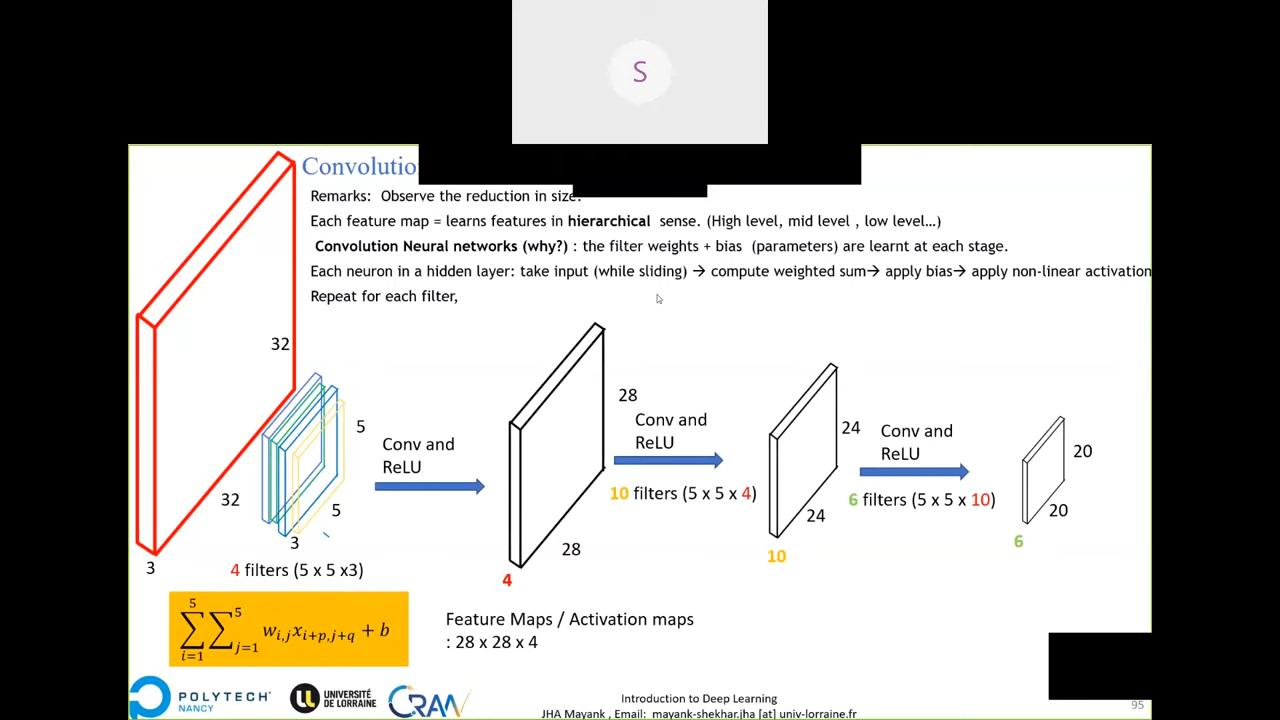 S
Convolutio
Remarks: Observe the reduction in size.
Each feature map = learns features in hierarchical sense. (High level, mid level , low level…)
Convolution Neural networks (why?) : the filter weights + bias (parameters) are learnt at each stage.
Each neuron in a hidden layer: take input (while sliding) → compute weighted sum→ apply bias→ apply non-linear activation
Repeat for each filter,
32
32
3
5
5
3
4 filters (5 x 5 x3)
Conv and
ReLU
28
28
4
Conv and
ReLU
10 filters (5 x 5 x 4)
24
24
10
Conv and
ReLU
6 filters (5 x 5 x 10)
20
20
6
∑_{i=1}^{5} ∑_{j=1}^{5} w_{i,j}x_{i+p,j+q} + b
Feature Maps / Activation maps
: 28 x 28 x 4
POLYTECH
NANCY
UNIVERSITÉ
DE LORRAINE
CRAN
Introduction to Deep Learning
JHA Mayank , Email: mayank-shekhar.jha [at] univ-lorraine.fr
95